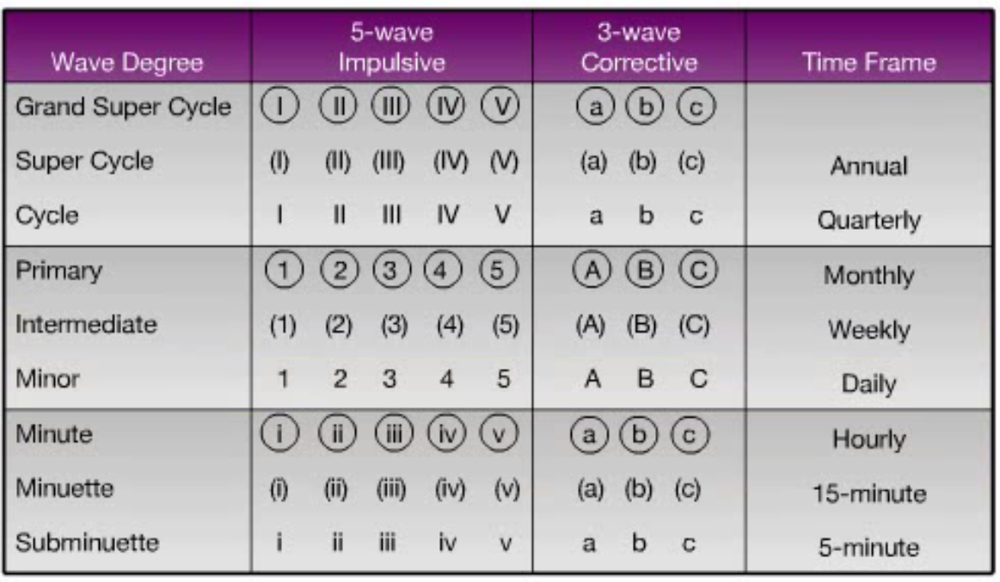 Wave Degree 5-wave Impulsive 3-wave Corrective Time Frame
Grand Super Cycle Ⓘ ⓘⓘ ⓘⓘⓘ ⓘⓥ Ⓥ ⓐ ⓑ ⓒ
Super Cycle (I) (II) (III) (IV) (V) (a) (b) (c) Annual
Cycle I II III IV V a b c Quarterly
Primary ① ② ③ ④ ⑤ Ⓐ Ⓑ Ⓒ Monthly
Intermediate (1) (2) (3) (4) (5) (A) (B) (C) Weekly
Minor 1 2 3 4 5 A B C Daily
Minute i ii iii iv v a b c Hourly
Minuette (i) (ii) (iii) (iv) (v) (a) (b) (c) 15-minute
Subminuette i ii iii iv v a b c 5-minute